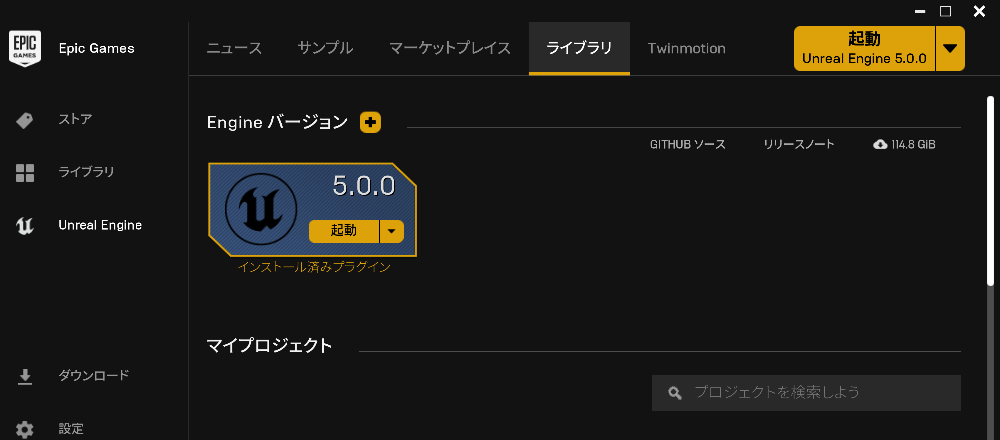 EPIC GAMES
Epic Games
ニュース
サンプル
マーケットプレイス
ライブラリ
Twinmotion
起動
Unreal Engine 5.0.0
ストア
ライブラリ
Unreal Engine
ダウンロード
設定
Engine バージョン
GITHUB ソース
リリースノート
114.8 GiB
5.0.0
起動
インストール済みプラグイン
マイプロジェクト
プロジェクトを検索しよう